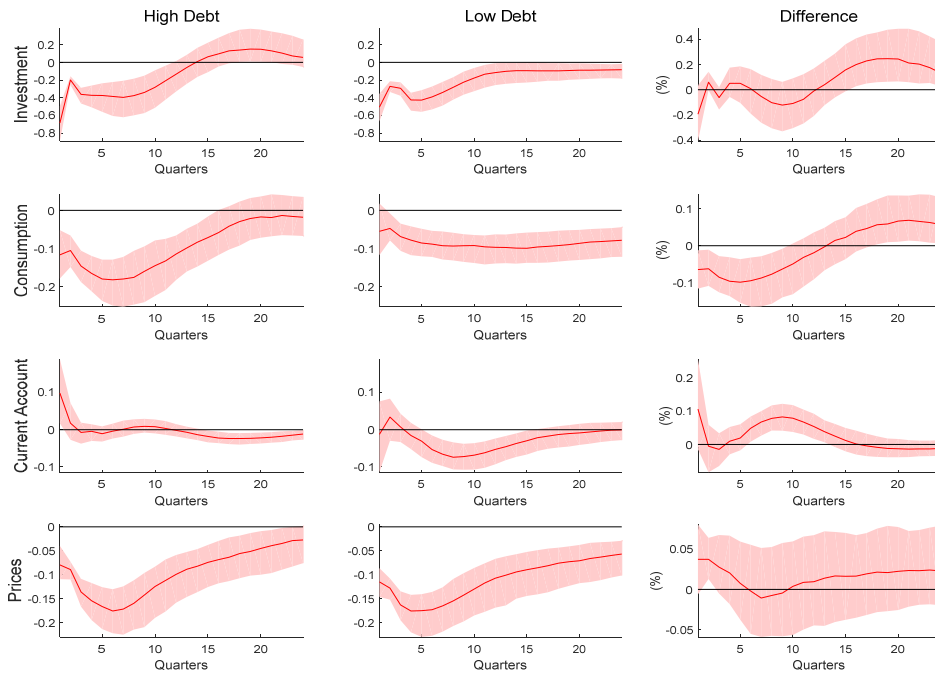 High Debt
Low Debt
Difference
Investment
0.2
0
-0.2
-0.4
-0.6
-0.8
5 10 15 20
Quarters
0.2
0
-0.2
-0.4
-0.6
-0.8
5 10 15 20
Quarters
(%)
0.4
0.2
0
-0.2
-0.4
5 10 15 20
Quarters
Consumption
0
-0.1
-0.2
5 10 15 20
Quarters
0
-0.1
-0.2
5 10 15 20
Quarters
(%)
0.1
0
-0.1
5 10 15 20
Quarters
Current Account
0.1
0
-0.1
5 10 15 20
Quarters
0.1
0
-0.1
5 10 15 20
Quarters
(%)
0.2
0.1
0
5 10 15 20
Quarters
Prices
0
-0.05
-0.1
-0.15
-0.2
5 10 15 20
Quarters
0
-0.05
-0.1
-0.15
-0.2
5 10 15 20
Quarters
(%)
0.05
0
-0.05
5 10 15 20
Quarters